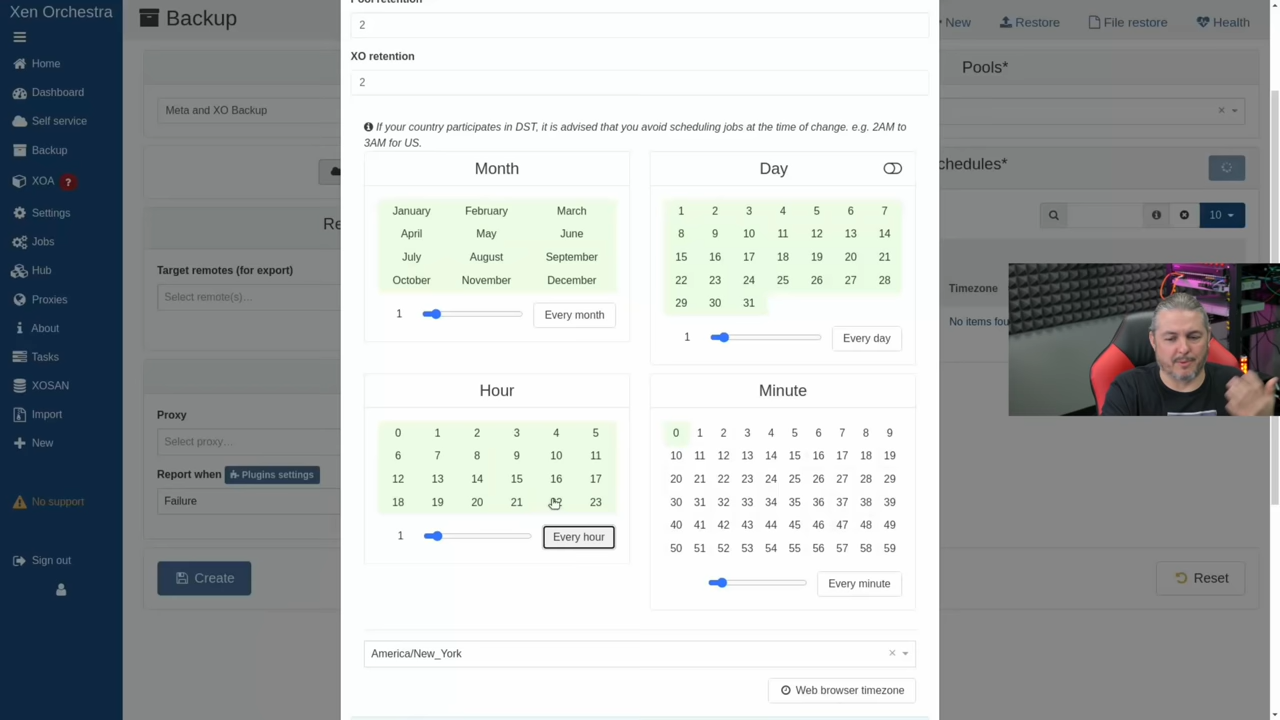 Xen Orchestra
Home
Dashboard
Self service
Backup
XOA ?
Settings
Jobs
Hub
Proxies
About
Tasks
XOSAN
Import
New
No support
Sign out
Backup
New
Restore
File restore
Health
Meta and XO Backup
Target remotes (for export)
Select remote(s)...
Proxy
Select proxy...
Report when Plugins settings
Failure
Create
Pool retention
2
XO retention
2
If your country participates in DST, it is advised that you avoid scheduling jobs at the time of change. e.g. 2AM to
3AM for US.
Month
January February March
April May June
July August September
October November December
1 Every month
Day
1 2 3 4 5 6 7
8 9 10 11 12 13 14
15 16 17 18 19 20 21
22 23 24 25 26 27 28
29 30 31
1 Every day
Hour
0 1 2 3 4 5
6 7 8 9 10 11
12 13 14 15 16 17
18 19 20 21 23
1 Every hour
Minute
0 1 2 3 4 5 6 7 8 9
10 11 12 13 14 15 16 17 18 19
20 21 22 23 24 25 26 27 28 29
30 31 32 33 34 35 36 37 38 39
40 41 42 43 44 45 46 47 48 49
50 51 52 53 54 55 56 57 58 59
Every minute
America/New_York
Web browser timezone
Pools*
10
Timezone
Reset